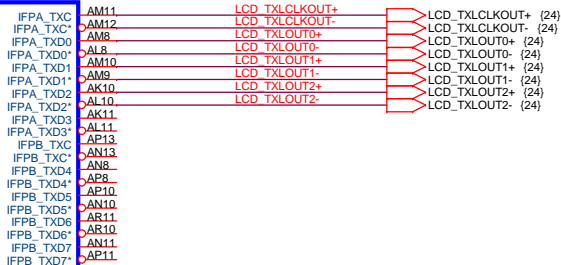 IFPA_TXC AM11 LCD_TXLCLKOUT+ LCD_TXLCLKOUT+ {24}
IFPA_TXC* AM12 LCD_TXLCLKOUT- LCD_TXLCLKOUT- {24}
IFPA_TXD0 AM8 LCD_TXLOUT0+ LCD_TXLOUT0+ {24}
IFPA_TXD0* AL8 LCD_TXLOUT0- LCD_TXLOUT0- {24}
IFPA_TXD1 AM10 LCD_TXLOUT1+ LCD_TXLOUT1+ {24}
IFPA_TXD1* AM9 LCD_TXLOUT1- LCD_TXLOUT1- {24}
IFPA_TXD2 AK10 LCD_TXLOUT2+ LCD_TXLOUT2+ {24}
IFPA_TXD2* AL10 LCD_TXLOUT2- LCD_TXLOUT2- {24}
IFPA_TXD3 AK11
IFPA_TXD3* AL11
IFPB_TXC AP13
IFPB_TXC* AN13
IFPB_TXD4 AN8
IFPB_TXD4* AP8
IFPB_TXD5 AP10
IFPB_TXD5* AN10
IFPB_TXD6 AR11
IFPB_TXD6* AR10
IFPB_TXD7 AN11
IFPB_TXD7* AP11